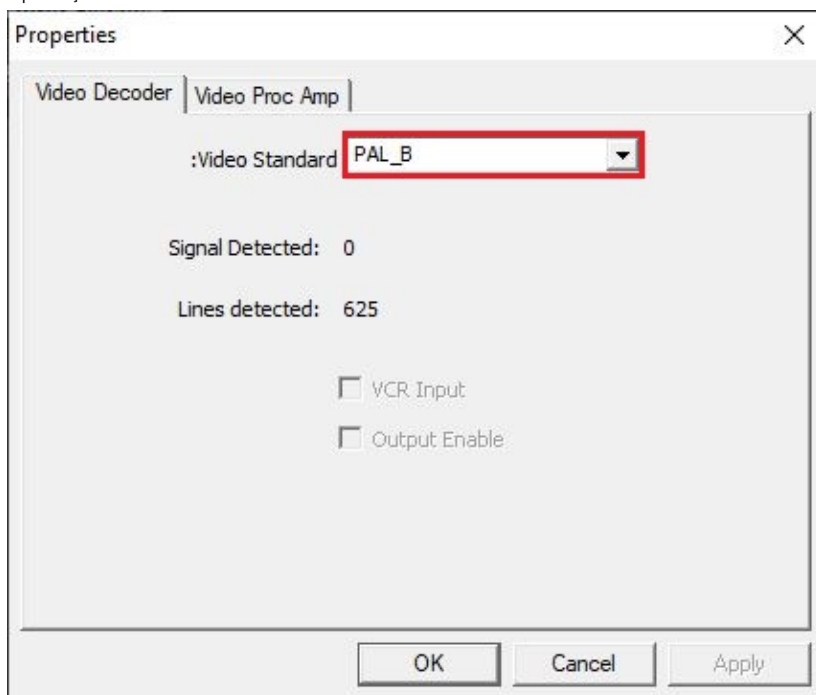 Properties
Video Decoder
Video Proc Amp
:Video Standard PAL_B
Signal Detected: 0
Lines detected: 625
VCR Input
Output Enable
OK Cancel Apply